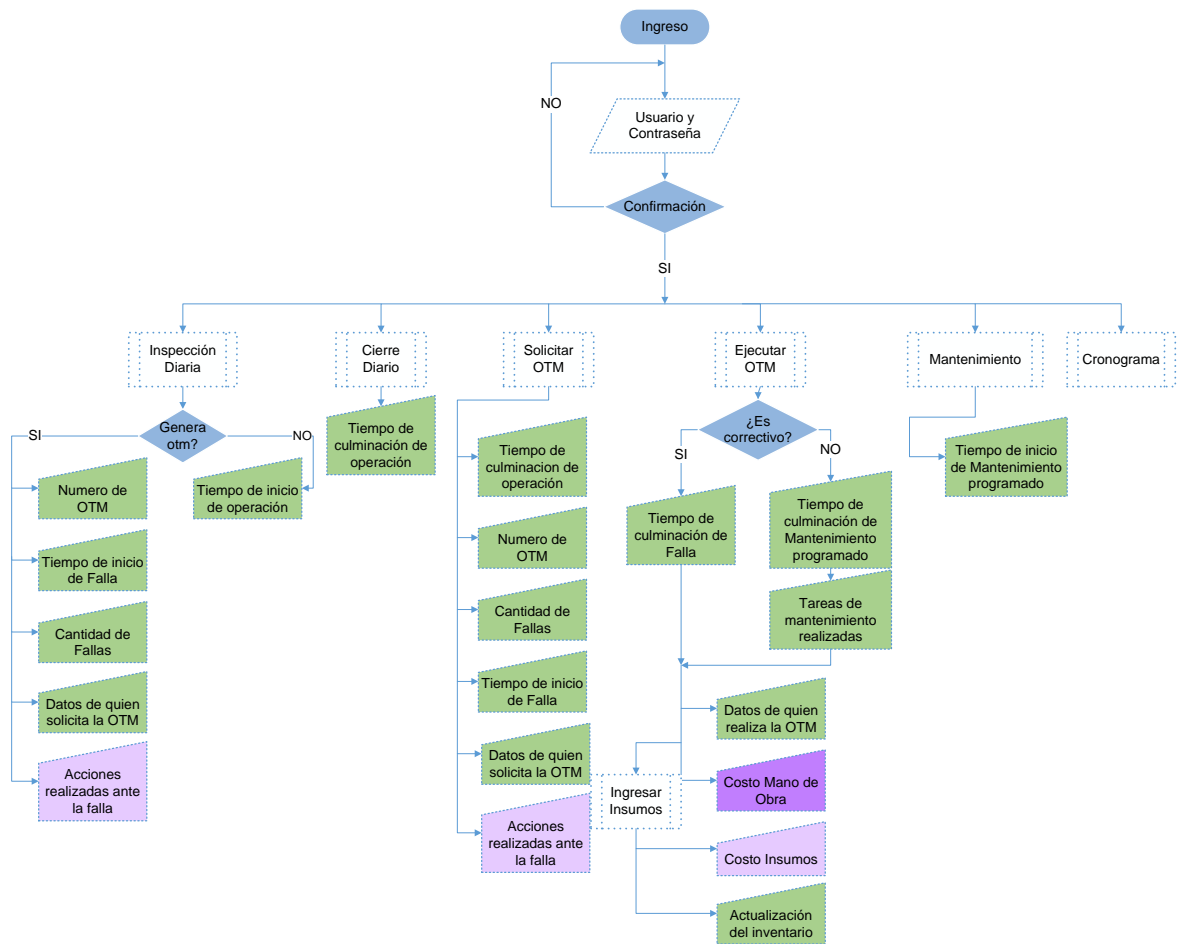 Ingreso
NO
Usuario y
Contraseña
Confirmación
SI
Inspección
Diaria
Cierre
Diario
Solicitar
OTM
Ejecutar
OTM
Mantenimiento
Cronograma
SI
Genera
otm?
NO
Numero de
OTM
Tiempo de inicio
de Falla
Cantidad de
Fallas
Datos de quien
solicita la OTM
Acciones
realizadas ante
la falla
Tiempo de inicio
de operación
Tiempo de
culminación de
operación
Tiempo de
culminacion de
operación
Numero de
OTM
Cantidad de
Fallas
Tiempo de inicio
de Falla
Datos de quien
solicita la OTM
Acciones
realizadas ante
la falla
¿Es
correctivo?
SI
NO
Tiempo de
culminación de
Falla
Tiempo de
culminación de
Mantenimiento
programado
Tareas de
mantenimiento
realizadas
Datos de quien
realiza la OTM
Ingresar
Insumos
Costo Mano de
Obra
Costo Insumos
Actualización
del inventario
Tiempo de inicio
de Mantenimiento
programado